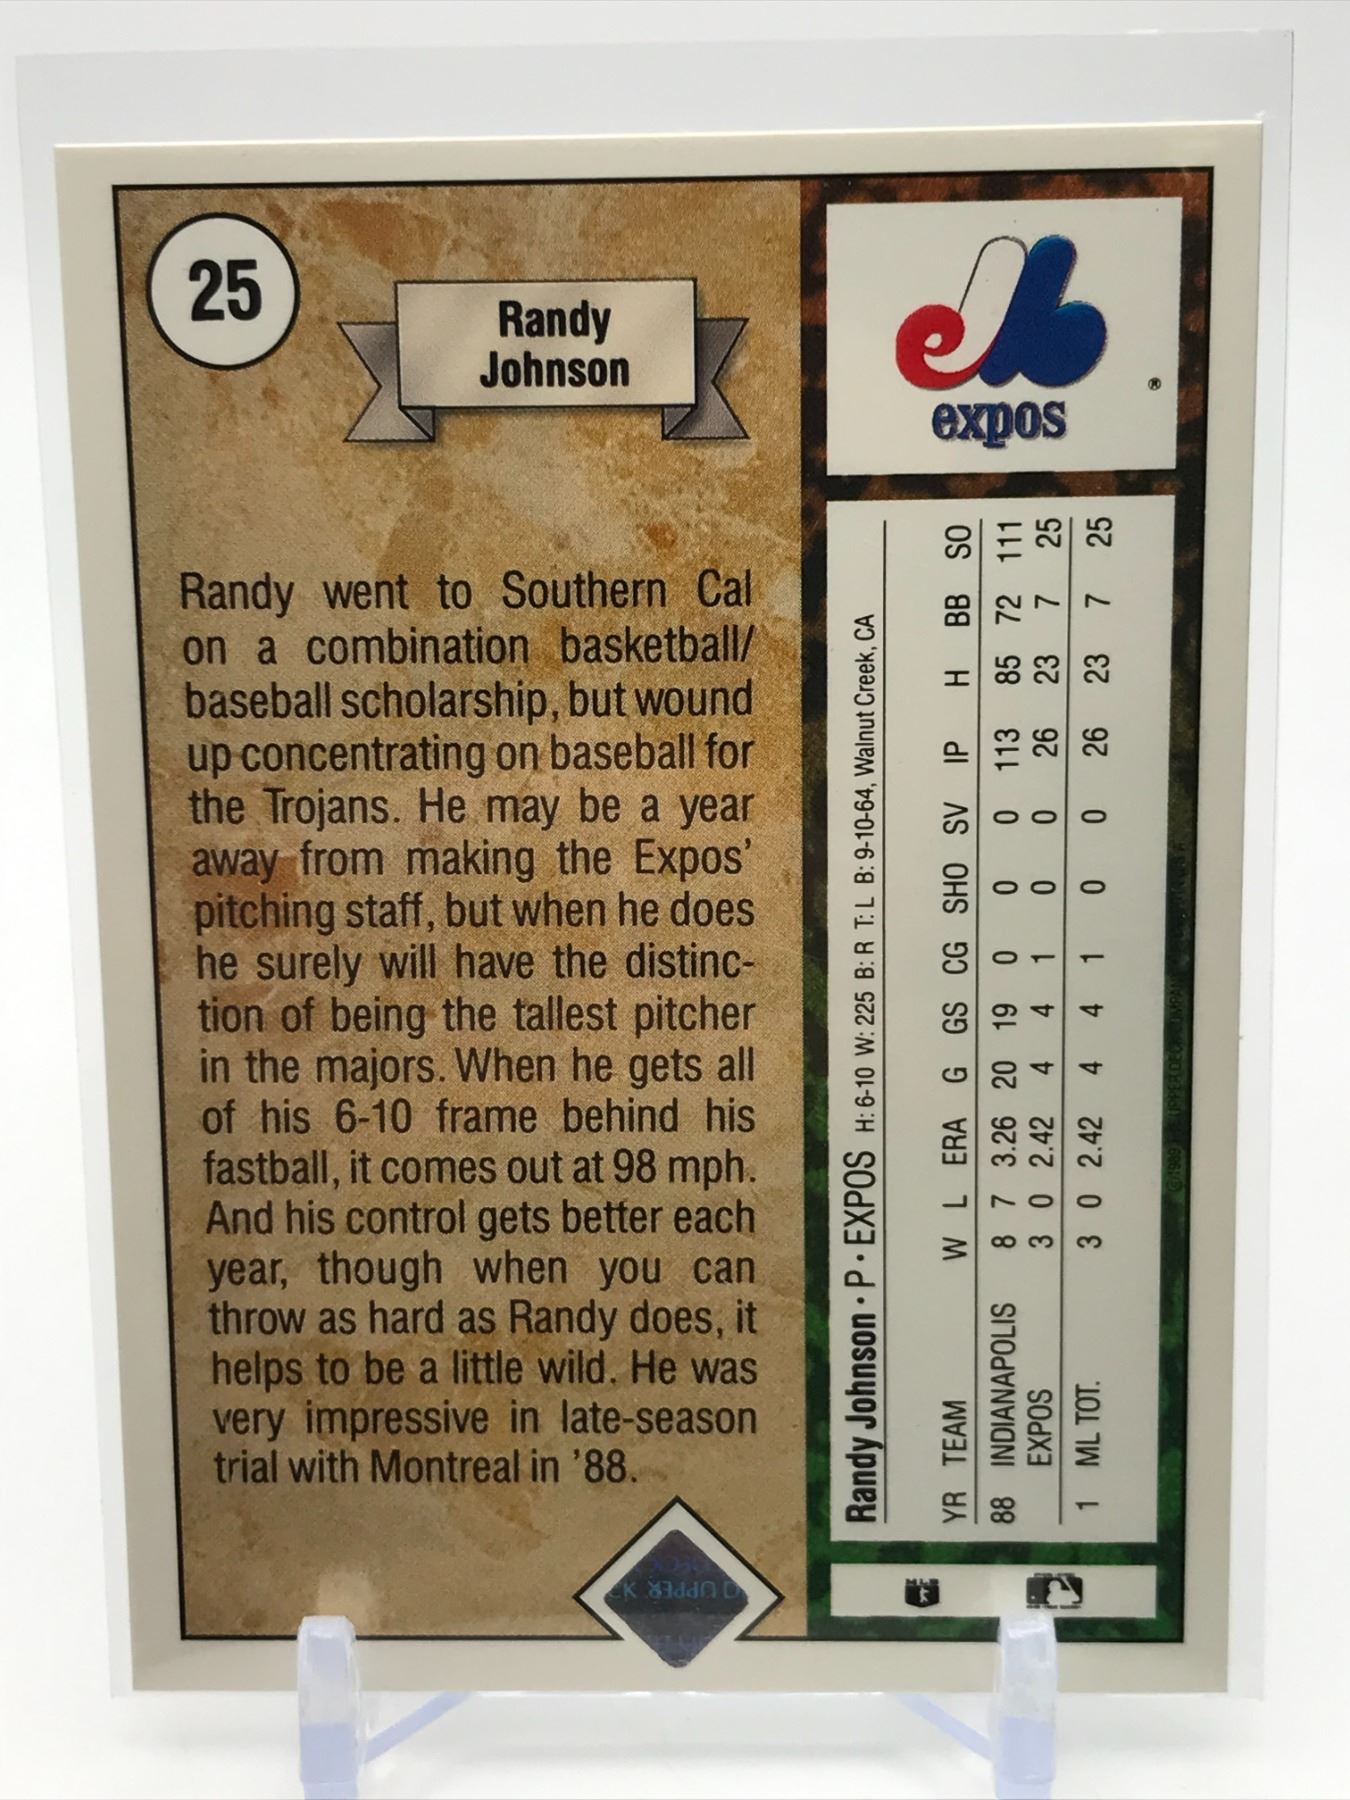 25
Randy
Johnson
Randy went to Southern Cal
on a combination basketball/
baseball scholarship, but wound
up concentrating on baseball for
the Trojans. He may be a year
away from making the Expos'
pitching staff, but when he does
he surely will have the distinc-
tion of being the tallest pitcher
in the majors. When he gets all
of his 6-10 frame behind his
fastball, it comes out at 98 mph.
And his control gets better each
year, though when you can
throw as hard as Randy does, it
helps to be a little wild. He was
very impressive in late-season
trial with Montreal in '88.
UPPER
expos
®
Randy Johnson • P • EXPOS H: 6-10 W: 225 B: R T: L B: 9-10-64, Walnut Creek, CA
YR TEAM W L ERA G GS CG SHO SV IP H BB SO
88 INDIANAPOLIS 8 7 3.26 20 19 0 0 0 113 85 72 111
EXPOS 3 0 2.42 4 4 1 0 0 26 23 7 25
1 ML TOT. 3 0 2.42 4 4 1 0 0 26 23 7 25